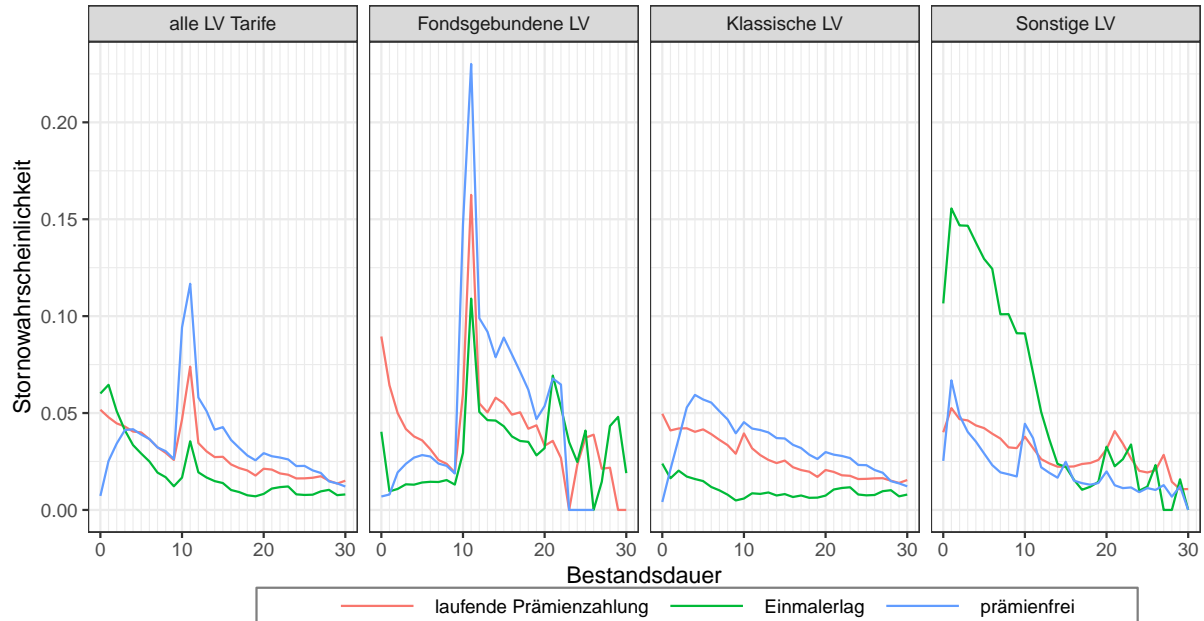 alle LV Tarife
Fondsgebundene LV
Klassische LV
Sonstige LV
Stornowahrscheinlichkeit
0.20
0.15
0.10
0.05
0.00
0 10 20 30
0 10 20 30
0 10 20 30
0 10 20 30
Bestandsdauer
laufende Prämienzahlung
Einmalerlag
prämienfrei